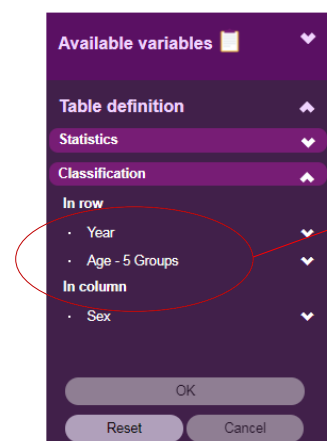 Available variables
Table definition
Statistics
Classification
In row
· Year
· Age - 5 Groups
In column
· Sex
OK
Reset Cancel